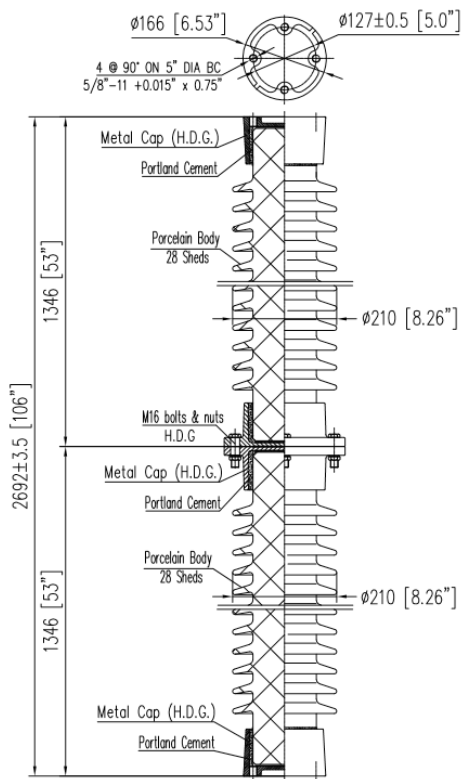 ø166 [6.53"]
ø127±0.5 [5.0"]
4 @ 90° ON 5" DIA BC
5/8"-11 +0.015" x 0.75"
Metal Cap (H.D.G.)
Portland Cement
1346 [53"]
Porcelain Body
28 Sheds
ø210 [8.26"]
2692±3.5 [106"]
M16 bolts & nuts
H.D.G
Metal Cap (H.D.G.)
Portland Cement
Porcelain Body
28 Sheds
1346 [53"]
ø210 [8.26"]
Metal Cap (H.D.G.)
Portland Cement